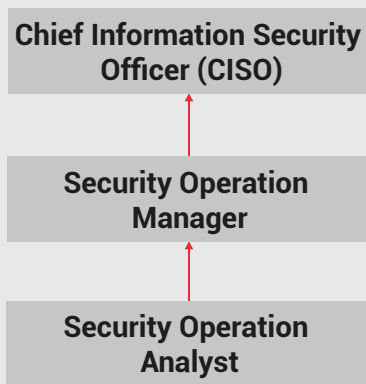 Chief Information Security
Officer (CISO)
Security Operation
Manager
Security Operation
Analyst